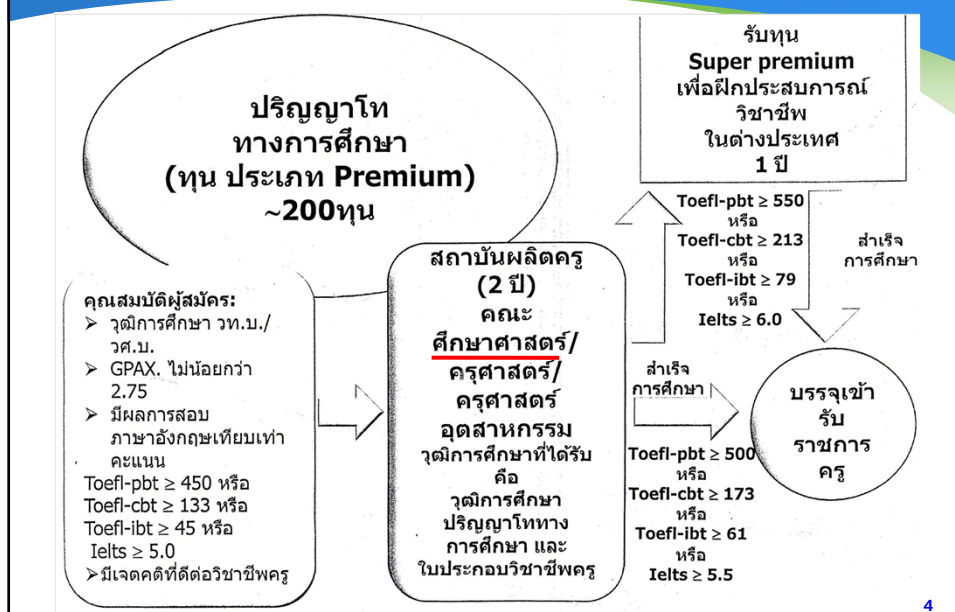 ปริญญาโท
ทางการศึกษา
(ทุน ประเภท Premium)
~200ทุน
รับทุน
Super premium
เพื่อฝึกประสบการณ์
วิชาชีพ
ในต่างประเทศ
1 ปี
คุณสมบัติผู้สมัคร:
➢ วุฒิการศึกษา วท.บ./
วศ.บ.
➢ GPAX. ไม่น้อยกว่า
2.75
➢ มีผลการสอบ
ภาษาอังกฤษเทียบเท่า
คะแนน
Toefl-pbt ≥ 450 หรือ
Toefl-cbt ≥ 133 หรือ
Toefl-ibt ≥ 45 หรือ
Ielts ≥ 5.0
➢มีเจตคติที่ดีต่อวิชาชีพครู
สถาบันผลิตครู
(2 ปี)
คณะ
ศึกษาศาสตร์/
ครุศาสตร์/
ครุศาสตร์
อุตสาหกรรม
วุฒิการศึกษาที่ได้รับ
คือ
วุฒิการศึกษา
ปริญญาโททาง
การศึกษา และ
ใบประกอบวิชาชีพครู
Toefl-pbt ≥ 550
หรือ
Toefl-cbt ≥ 213
หรือ
Toefl-ibt ≥ 79
หรือ
Ielts ≥ 6.0
สำเร็จ
การศึกษา
สำเร็จ
การศึกษา
Toefl-pbt ≥ 500
หรือ
Toefl-cbt ≥ 173
หรือ
Toefl-ibt ≥ 61
หรือ
Ielts ≥ 5.5
บรรจุเข้า
รับ
ราชการ
ครู
4